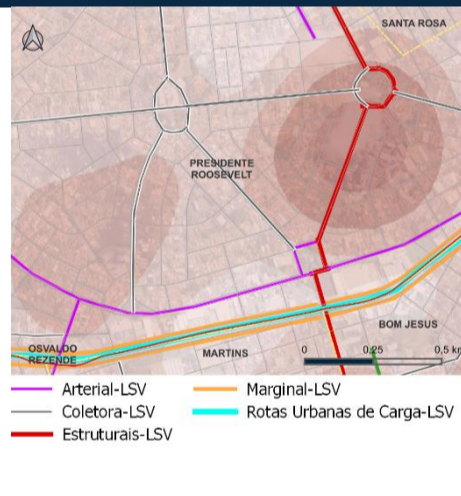 SANTA ROSA
PRESIDENTE
ROOSEVELT
BOM JESUS
OSVALDO
REZENDE
MARTINS
0 0,25 0,5 k
Arterial-LSV
Coletora-LSV
Estruturais-LSV
Marginal-LSV
Rotas Urbanas de Carga-LSV